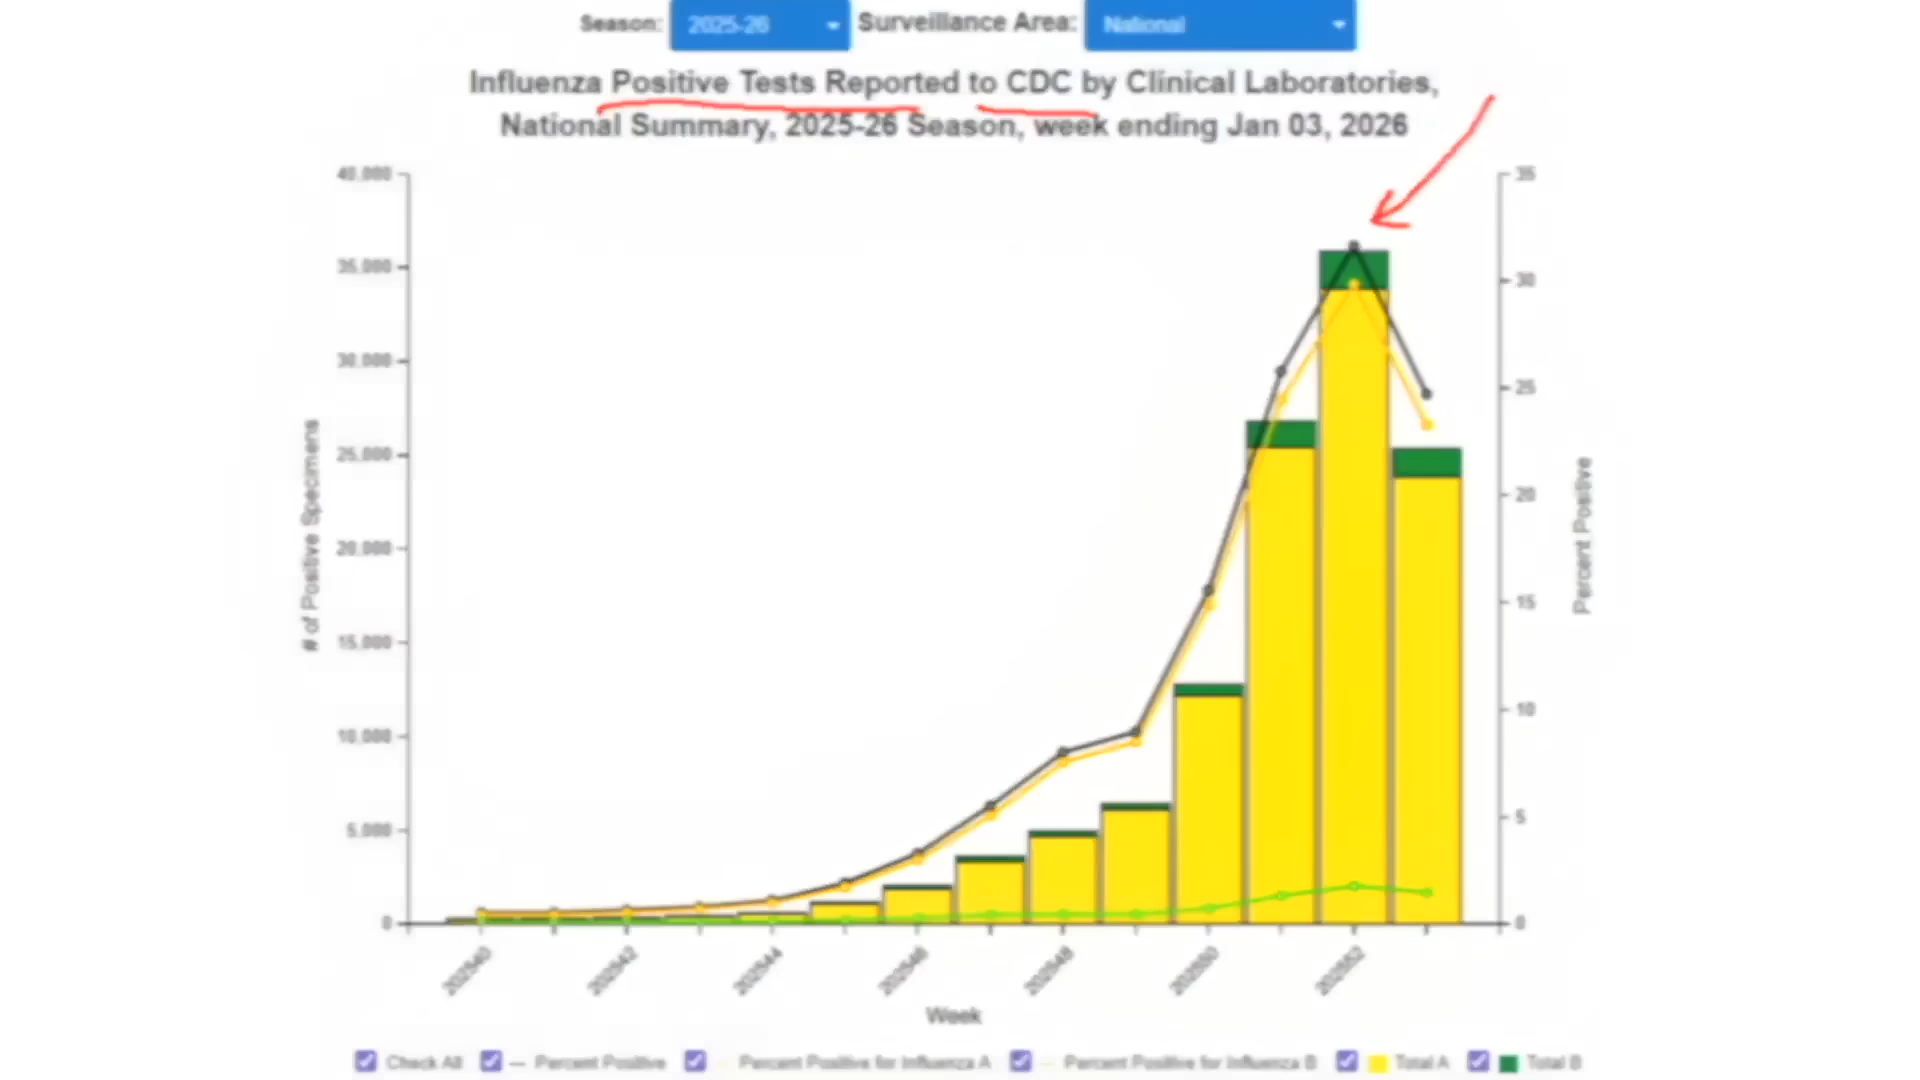 Season: 2025-26 Surveillance Area: National
Influenza Positive Tests Reported to CDC by Clinical Laboratories,
National Summary, 2025-26 Season, week ending Jan 03, 2026
40,000
35,000
30,000
25,000
20,000
15,000
10,000
5,000
0
# of Positive Specimens
35
30
25
20
15
10
5
0
Percent Positive
202540 202542 202544 202546 202548 202550 202552
Week
Check All Percent Positive Percent Positive for Influenza A Percent Positive for Influenza B Total A Total B